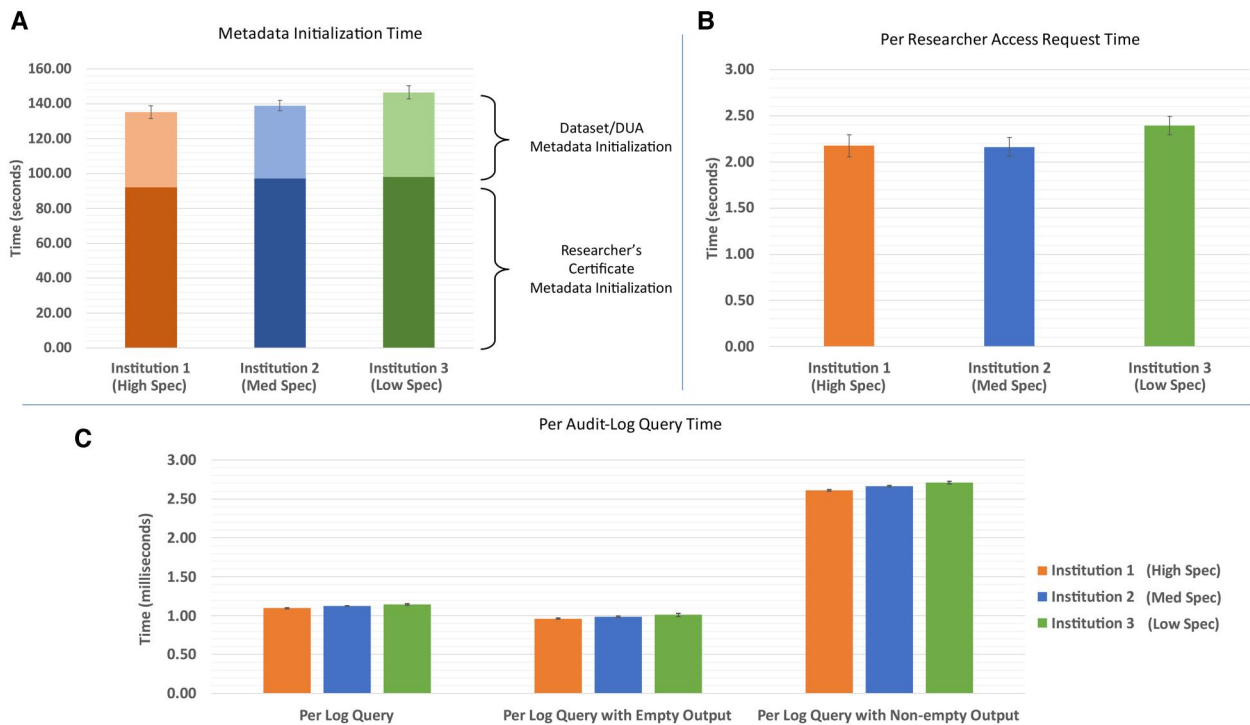 A
Metadata Initialization Time
160.00
140.00
120.00
100.00
80.00
60.00
40.00
20.00
0.00
Time (seconds)
Institution 1
(High Spec)
Institution 2
(Med Spec)
Institution 3
(Low Spec)
Dataset/DUA
Metadata Initialization
Researcher's
Certificate
Metadata Initialization
B
Per Researcher Access Request Time
3.00
2.50
2.00
1.50
1.00
0.50
0.00
Time (seconds)
Institution 1
(High Spec)
Institution 2
(Med Spec)
Institution 3
(Low Spec)
C
Per Audit-Log Query Time
3.00
2.50
2.00
1.50
1.00
0.50
0.00
Time (milliseconds)
Per Log Query
Per Log Query with Empty Output
Per Log Query with Non-empty Output
Institution 1 (High Spec)
Institution 2 (Med Spec)
Institution 3 (Low Spec)